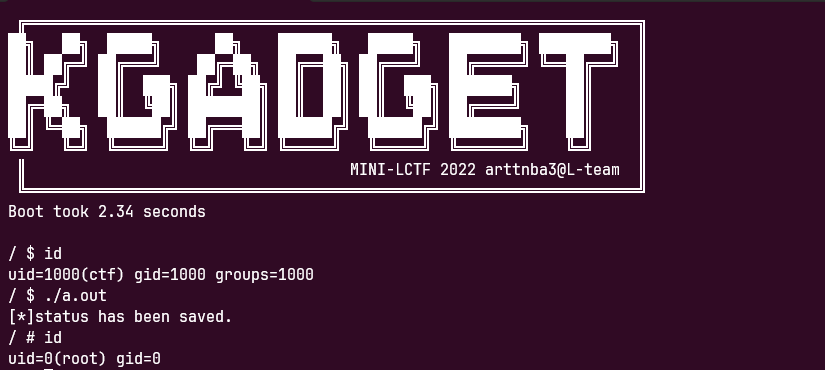 KGADGET
MINI-LCTF 2022 arttnba3@L-team
Boot took 2.34 seconds
/ $ id
uid=1000(ctf) gid=1000 groups=1000
/ $ ./a.out
[*]status has been saved.
/ # id
uid=0(root) gid=0